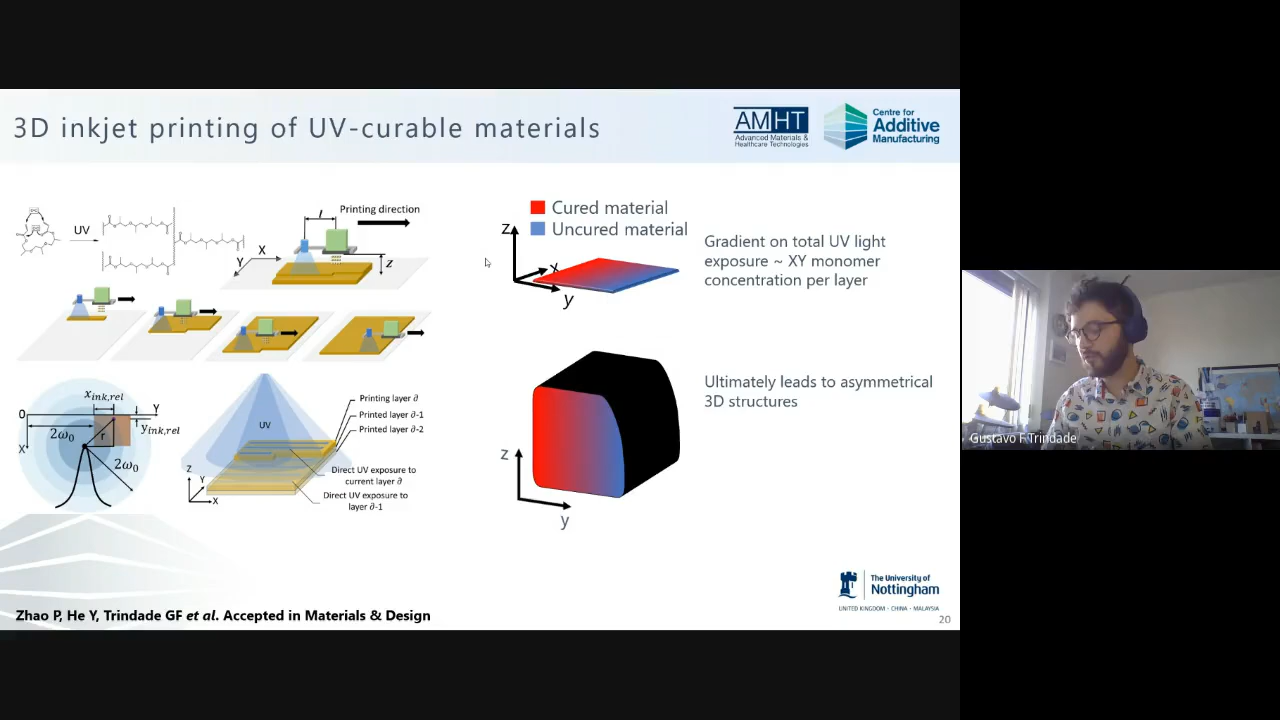 3D inkjet printing of UV-curable materials
AMHT
Advanced Materials &
Healthcare Technologies
Centre for
Additive
Manufacturing
UV
l
Printing direction
X
Y
z
x_ink,rel
0
Y
2ω₀
r
y_ink,rel
X
2ω₀
UV
Printing layer ∂
Printed layer ∂-1
Printed layer ∂-2
Direct UV exposure to
current layer ∂
Direct UV exposure to
layer ∂-1
Z
Y
X
Cured material
Uncured material
z
x
y
Gradient on total UV light
exposure ~ XY monomer
concentration per layer
z
y
Ultimately leads to asymmetrical
3D structures
Zhao P, He Y, Trindade GF et al. Accepted in Materials & Design
The University of
Nottingham
UNITED KINGDOM · CHINA · MALAYSIA
20
Gustavo F Trindade